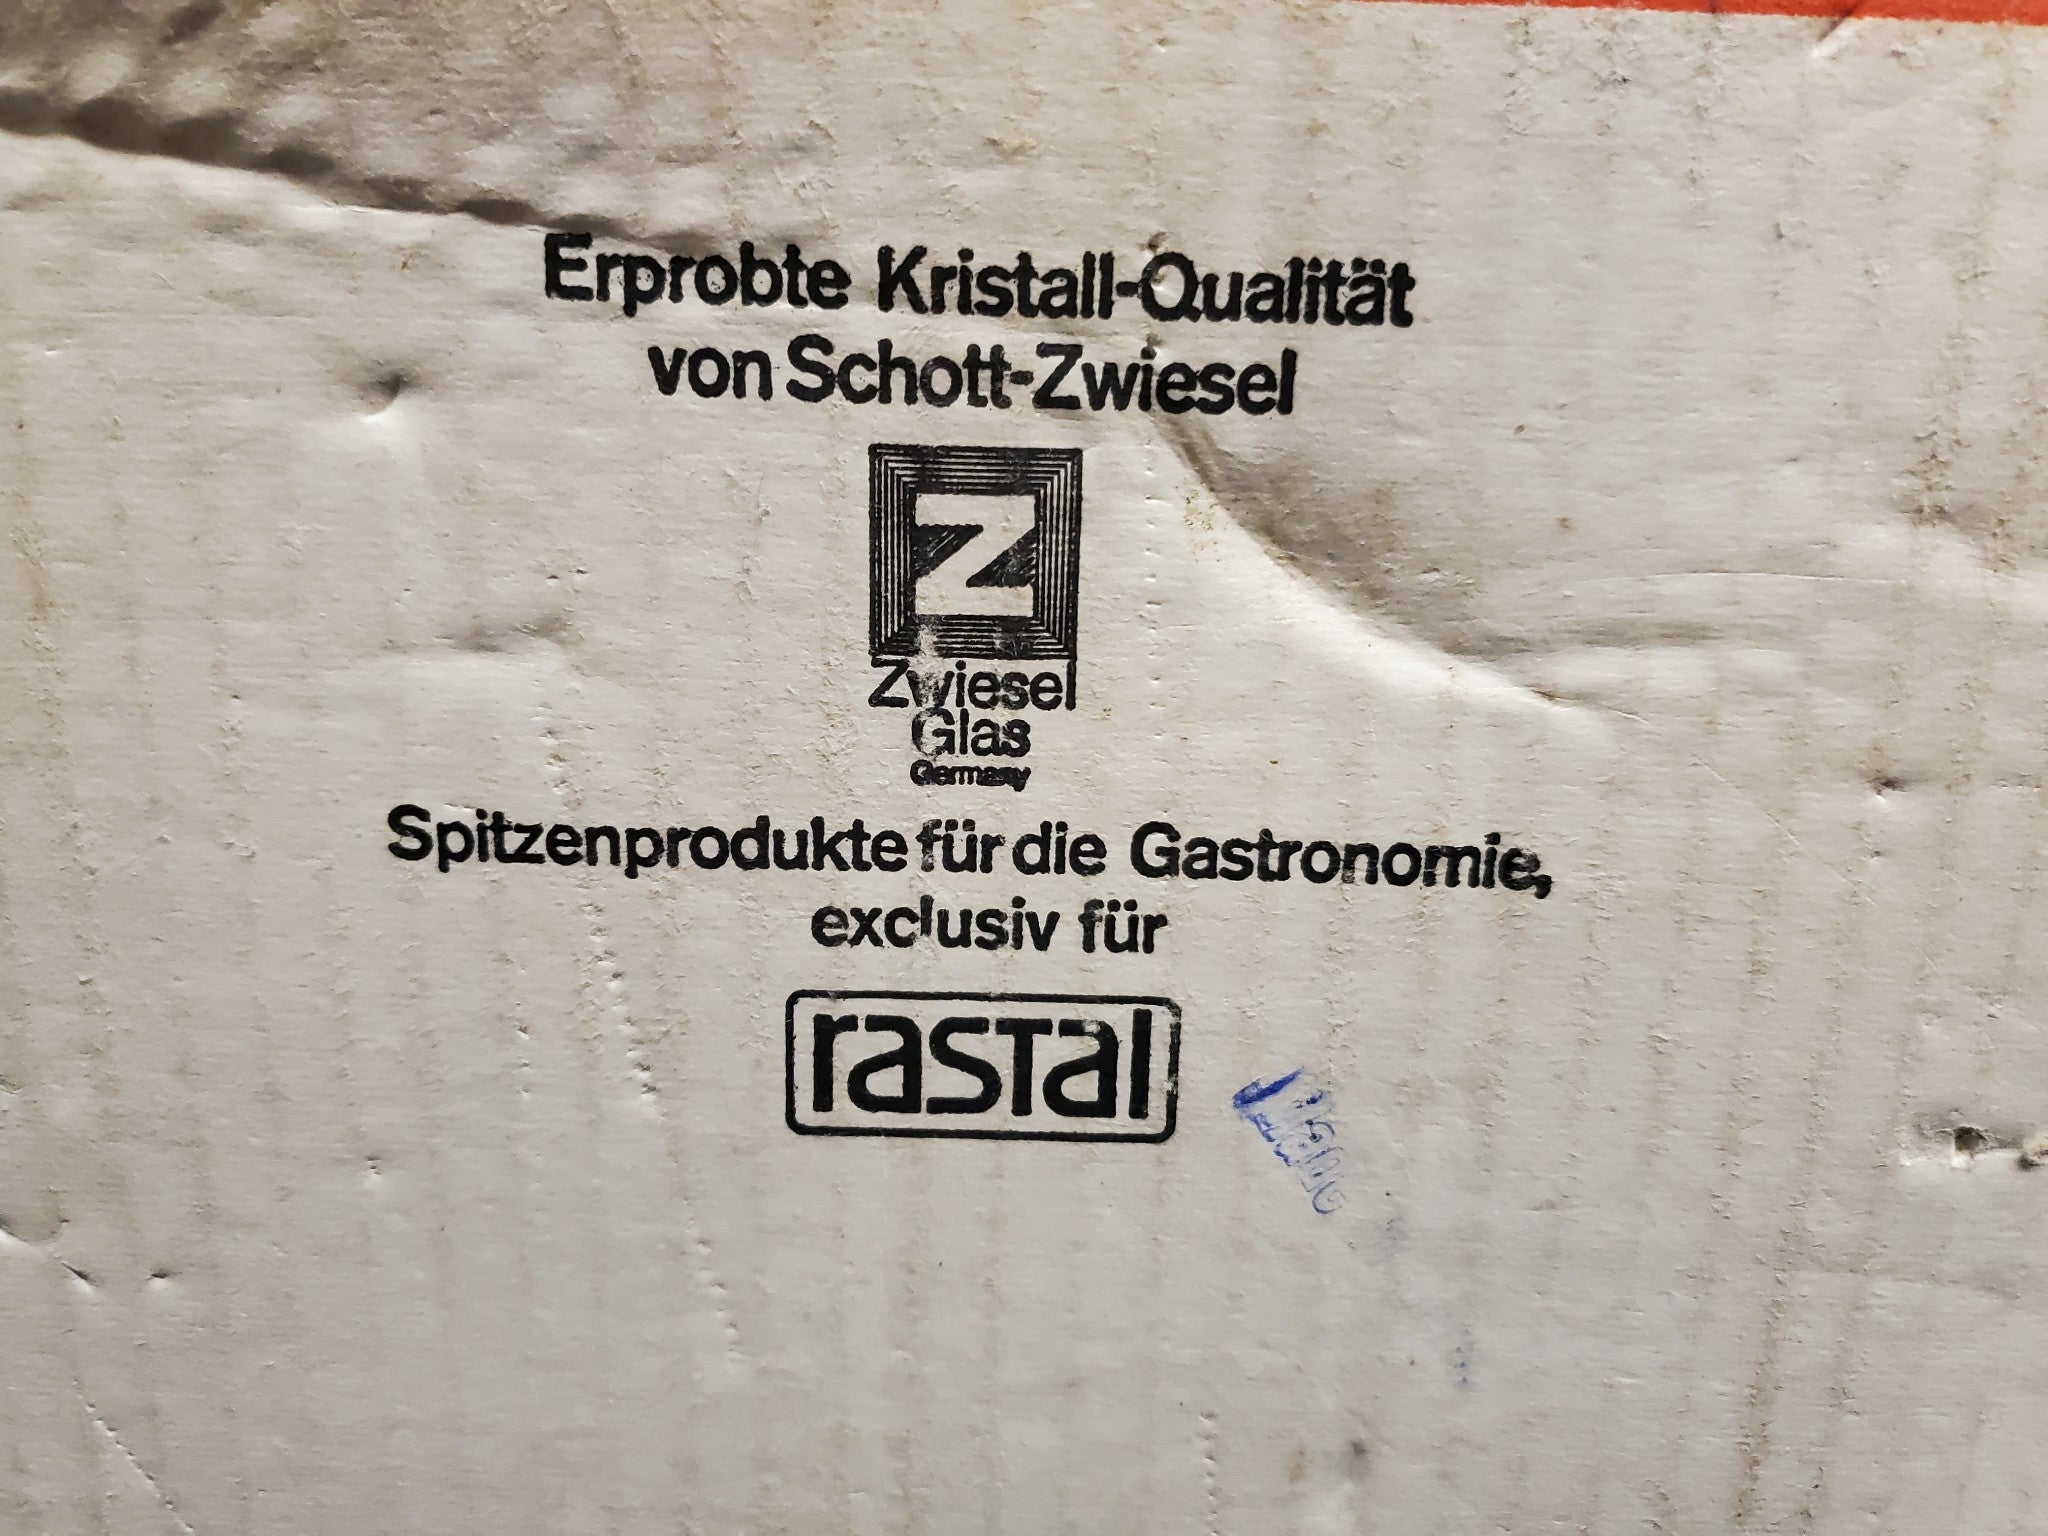 Erprobte Kristall-Qualität
von Schott-Zwiesel
Z
Zwiesel
Glas
Germany
Spitzenprodukte für die Gastronomie,
exclusiv für
rastal